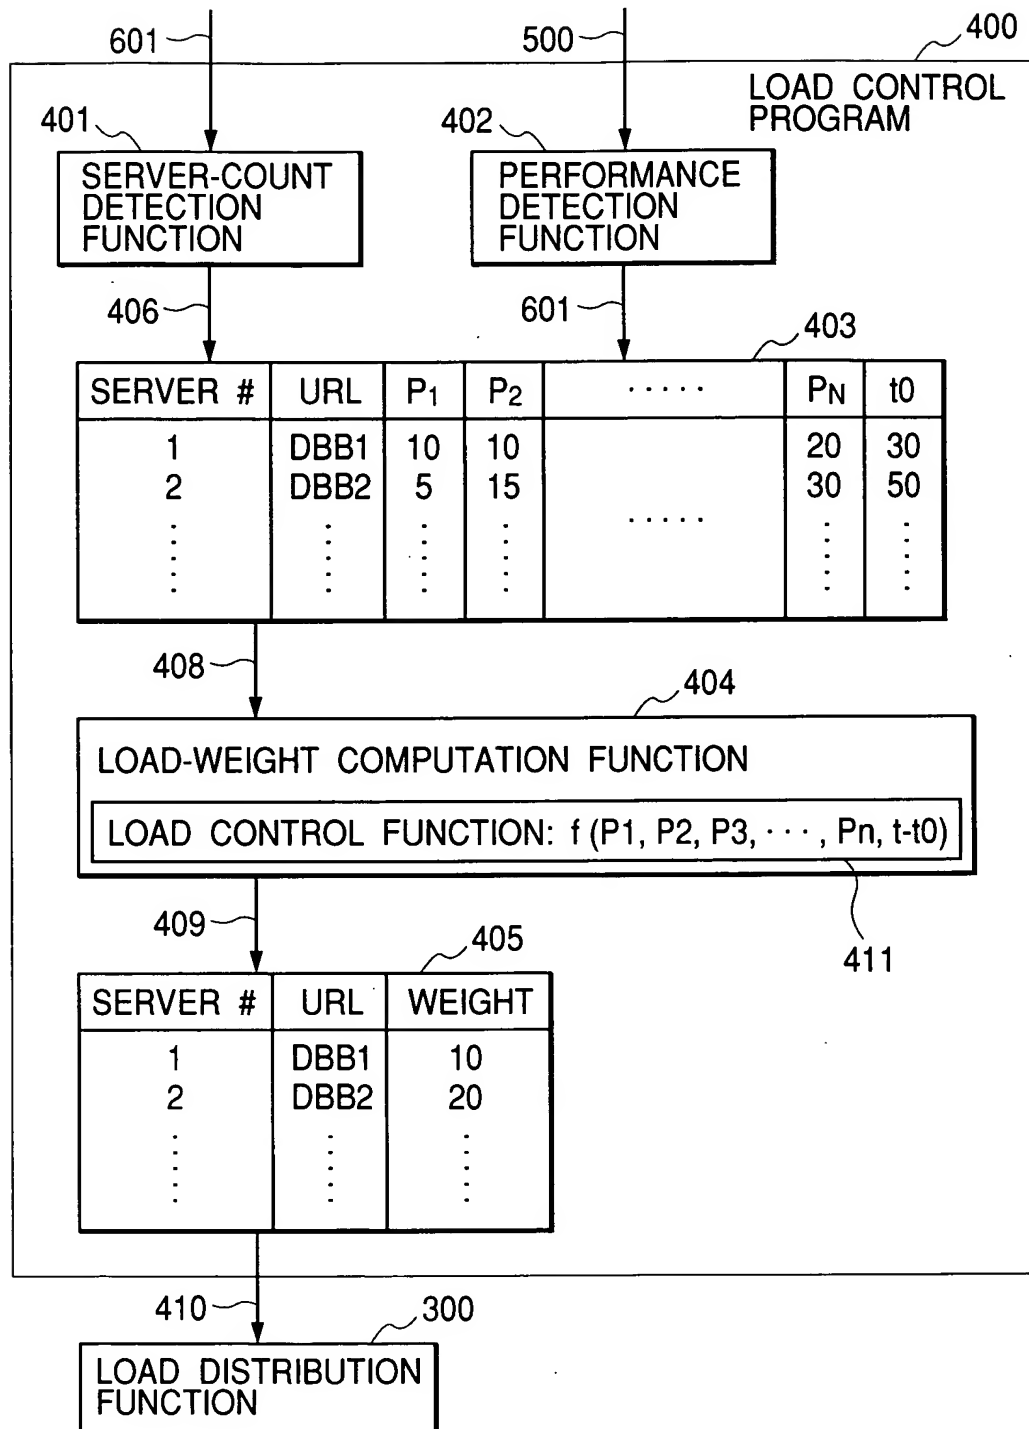 601
500
400
LOAD CONTROL
PROGRAM
401
402
SERVER-COUNT
DETECTION
FUNCTION
PERFORMANCE
DETECTION
FUNCTION
406
601
403
SERVER # URL P1 P2 ..... PN t0
1 DBB1 10 10 20 30
2 DBB2 5 15 ..... 30 50
408
404
LOAD-WEIGHT COMPUTATION FUNCTION
LOAD CONTROL FUNCTION: f (P1, P2, P3, ···, Pn, t-t0)
409
405
411
SERVER # URL WEIGHT
1 DBB1 10
2 DBB2 20
410
300
LOAD DISTRIBUTION
FUNCTION